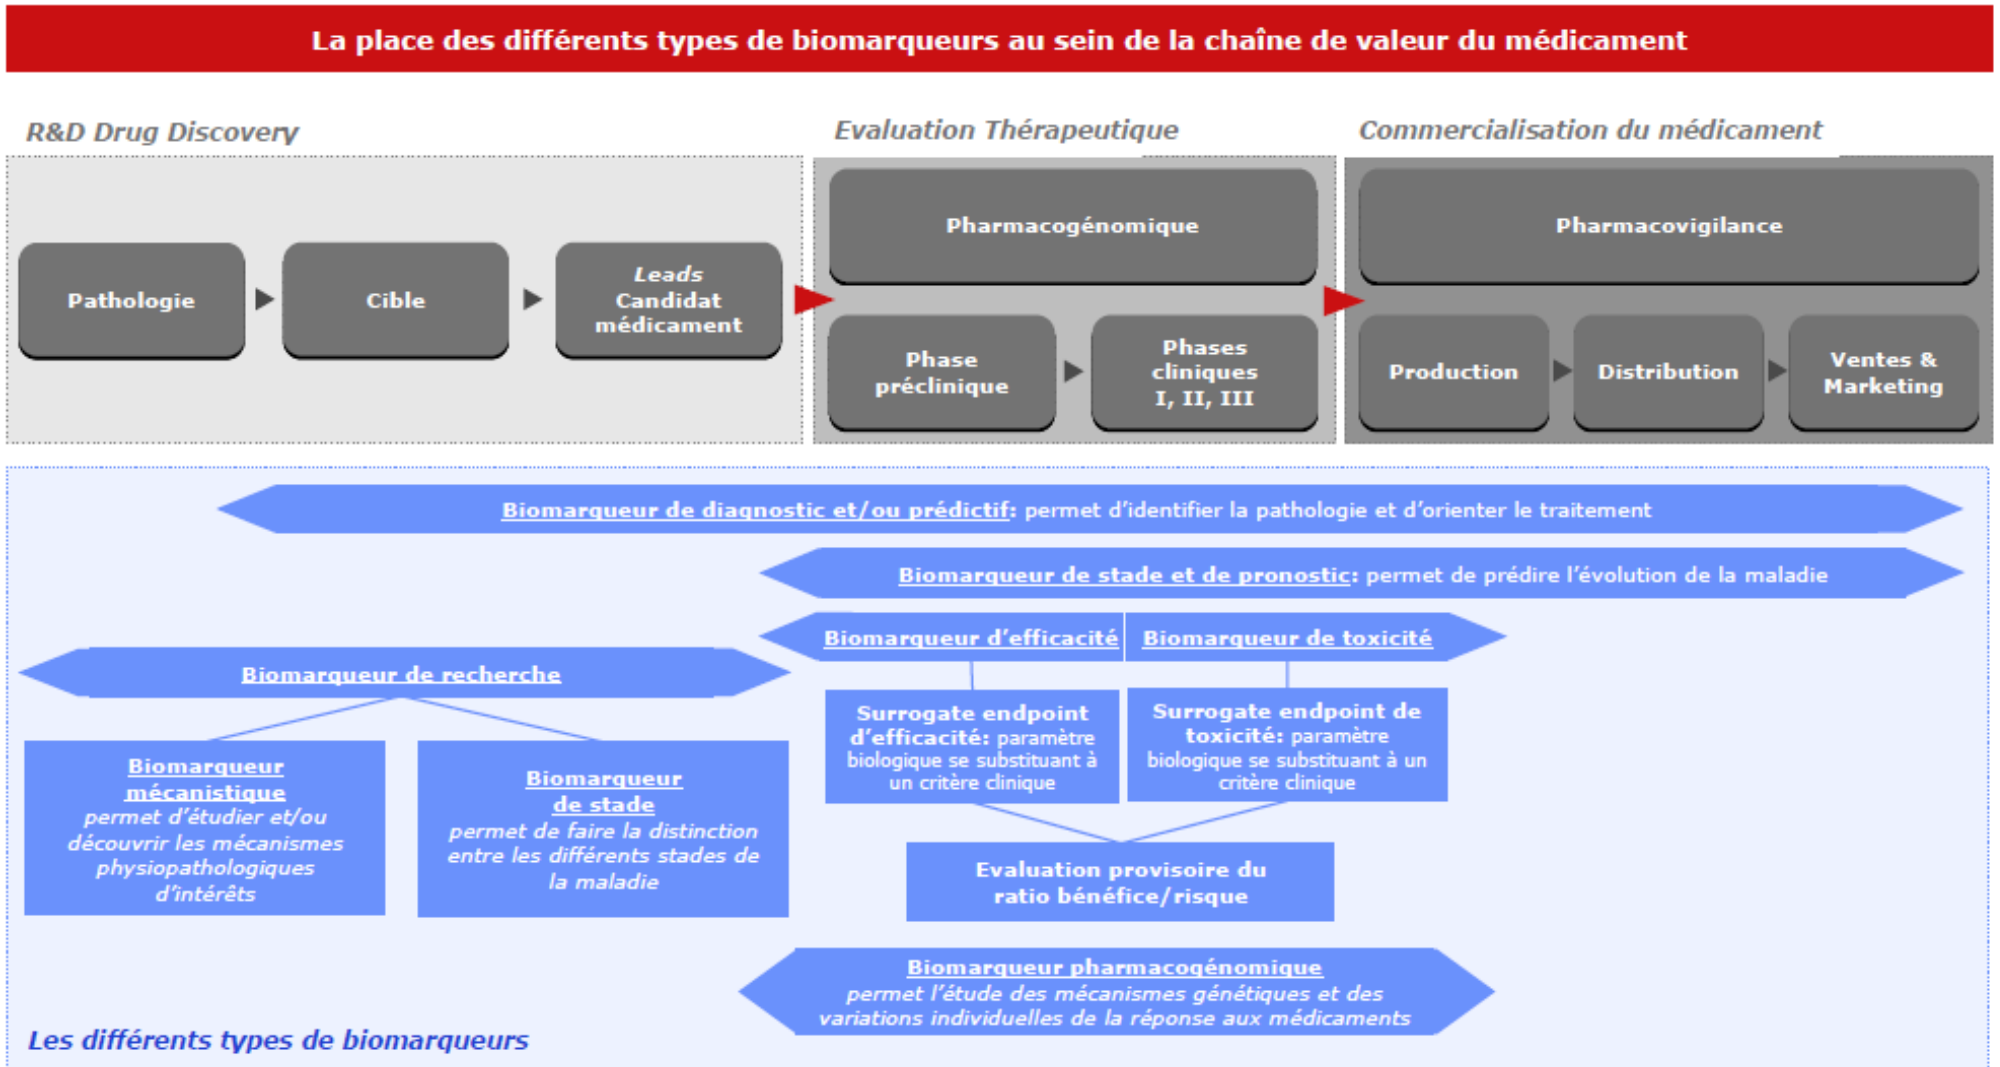 La place des différents types de biomarqueurs au sein de la chaîne de valeur du médicament
R&D Drug Discovery
Evaluation Thérapeutique
Commercialisation du médicament
Pathologie
Cible
Leads
Candidat
médicament
Pharmacogénomique
Phase
préclinique
Phases
cliniques
I, II, III
Pharmacovigilance
Production
Distribution
Ventes &
Marketing
Biomarqueur de diagnostic et/ou prédictif: permet d’identifier la pathologie et d’orienter le traitement
Biomarqueur de stade et de pronostic: permet de prédire l’évolution de la maladie
Biomarqueur d’efficacité
Biomarqueur de toxicité
Biomarqueur de recherche
Biomarqueur
mécanistique
permet d’étudier et/ou
découvrir les mécanismes
physiopathologiques
d’intérêts
Biomarqueur
de stade
permet de faire la distinction
entre les différents stades de
la maladie
Surrogate endpoint
d’efficacité: paramètre
biologique se substituant à
un critère clinique
Surrogate endpoint de
toxicité: paramètre
biologique se substituant à un
critère clinique
Evaluation provisoire du
ratio bénéfice/risque
Biomarqueur pharmacogénomique
permet l’étude des mécanismes génétiques et des
variations individuelles de la réponse aux médicaments
Les différents types de biomarqueurs